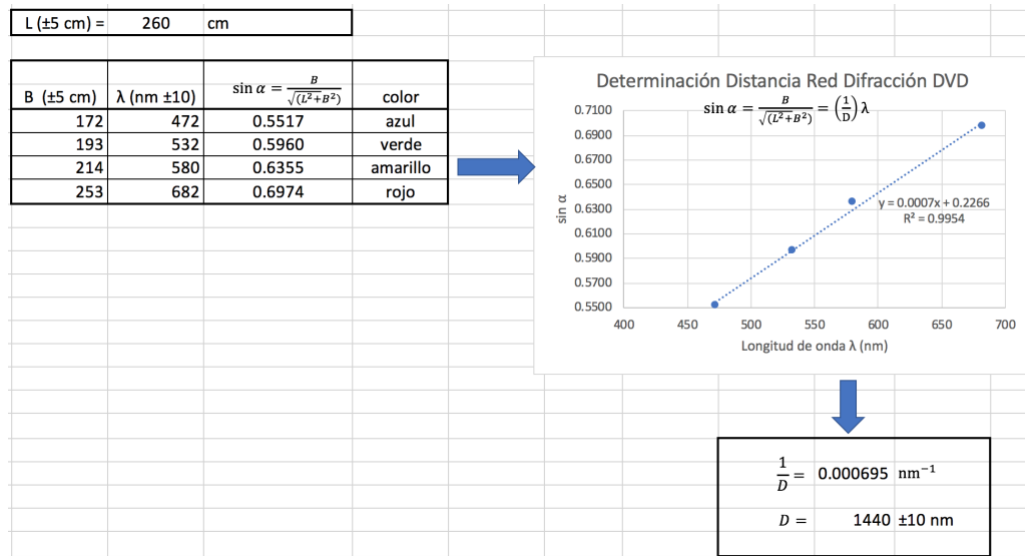 L (±5 cm) = 260 cm
B (±5 cm) λ (nm ±10) sin α = B/√(L²+B²) color
172 472 0.5517 azul
193 532 0.5960 verde
214 580 0.6355 amarillo
253 682 0.6974 rojo
Determinación Distancia Red Difracción DVD
sin α = B/√(L²+B²) = (1/D) λ
0.7100
0.6900
0.6700
0.6500
0.6300
0.6100
0.5900
0.5700
0.5500
sin α
y = 0.0007x + 0.2266
R² = 0.9954
400 450 500 550 600 650 700
Longitud de onda λ (nm)
1/D = 0.000695 nm⁻¹
D = 1440 ±10 nm